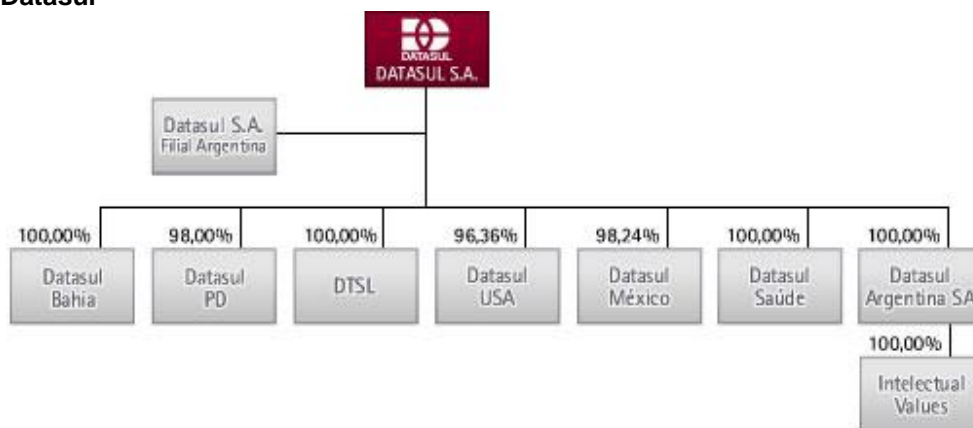 Datasul
DATASUL
DATASUL S.A.
Datasul S.A.
Filial Argentina
100,00% 98,00% 100,00% 96,36% 98,24% 100,00% 100,00%
Datasul
Bahia
Datasul
PD
DTSL
Datasul
USA
Datasul
México
Datasul
Saúde
Datasul
Argentina SA
100,00%
Intelectual
Values